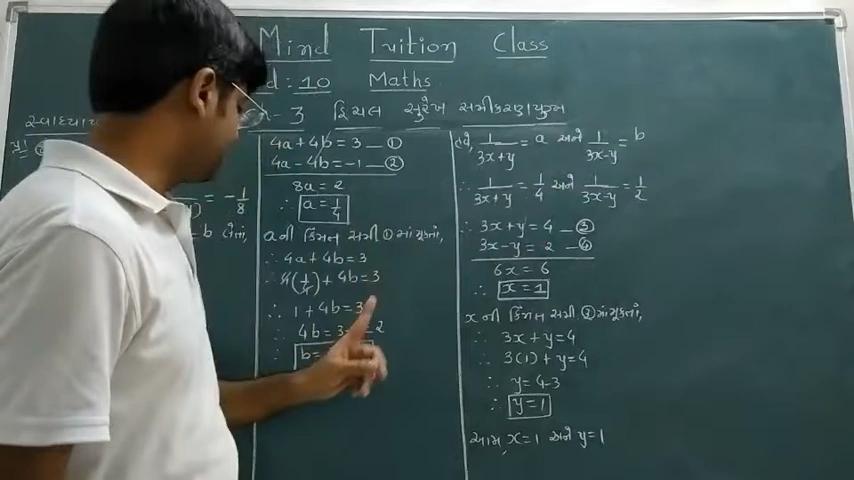 Mind Tuition Class
: 10 Maths
- 3 દ્વિચલ સુરેખ સમીકરણયુગ્મ
સ્વાધ્યાય
= -1/8
b લેતાં,
4a + 4b = 3 — ①
4a - 4b = -1 — ②
8a = 2
∴ a = 1/4
a ની કિંમત સમી ① માં મૂકતાં,
∴ 4a + 4b = 3
∴ 4(1/4) + 4b = 3
∴ 1 + 4b = 3
∴ 4b = 3 2
∴ b =
હવે, 1/(3x+y) = a અને 1/(3x-y) = b
∴ 1/(3x+y) = 1/4 અને 1/(3x-y) = 1/2
∴ 3x + y = 4 — ③
3x - y = 2 — ④
6x = 6
∴ x = 1
x ની કિંમત સમી ③ માં મૂકતાં,
∴ 3x + y = 4
∴ 3(1) + y = 4
∴ y = 4-3
∴ y = 1
આમ, x = 1 અને y = 1